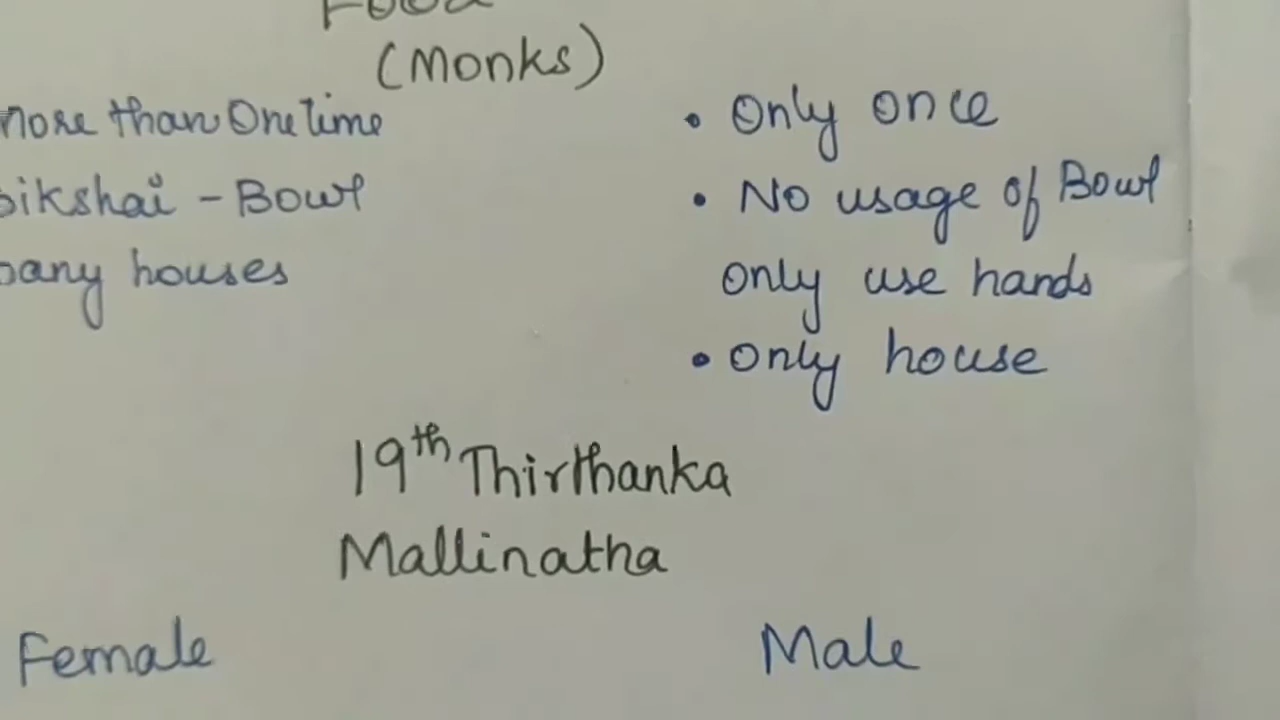 Food
(Monks)
more than One time
• Only once
bikshai - Bowl
• No usage of Bowl
many houses
only use hands
• only house
19th Thirthanka
Mallinatha
Female
Male